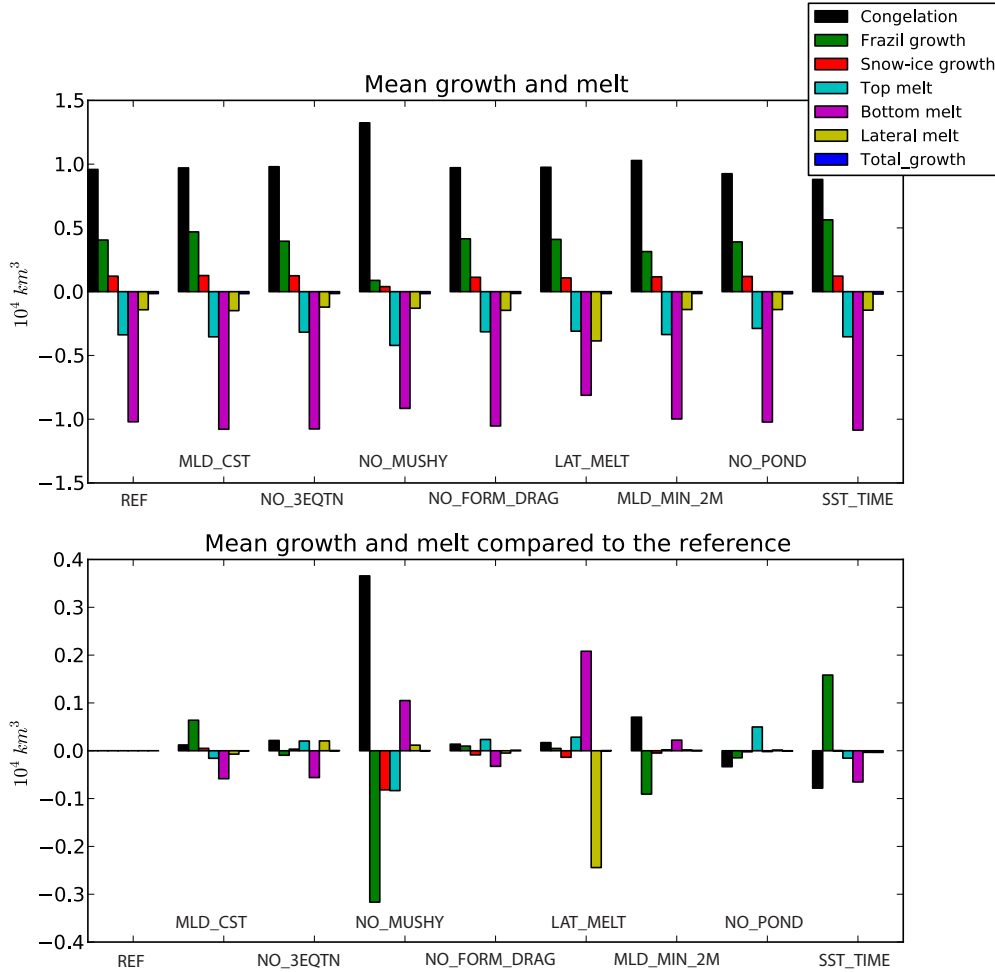 Congelation
Frazil growth
Snow-ice growth
Top melt
Bottom melt
Lateral melt
Total_growth
Mean growth and melt
1.5
1.0
0.5
0.0
−0.5
−1.0
−1.5
10^4 km^3
MLD_CST NO_MUSHY LAT_MELT NO_POND
REF NO_3EQTN NO_FORM_DRAG MLD_MIN_2M SST_TIME
Mean growth and melt compared to the reference
0.4
0.3
0.2
0.1
0.0
−0.1
−0.2
−0.3
−0.4
10^4 km^3
MLD_CST NO_MUSHY LAT_MELT NO_POND
REF NO_3EQTN NO_FORM_DRAG MLD_MIN_2M SST_TIME